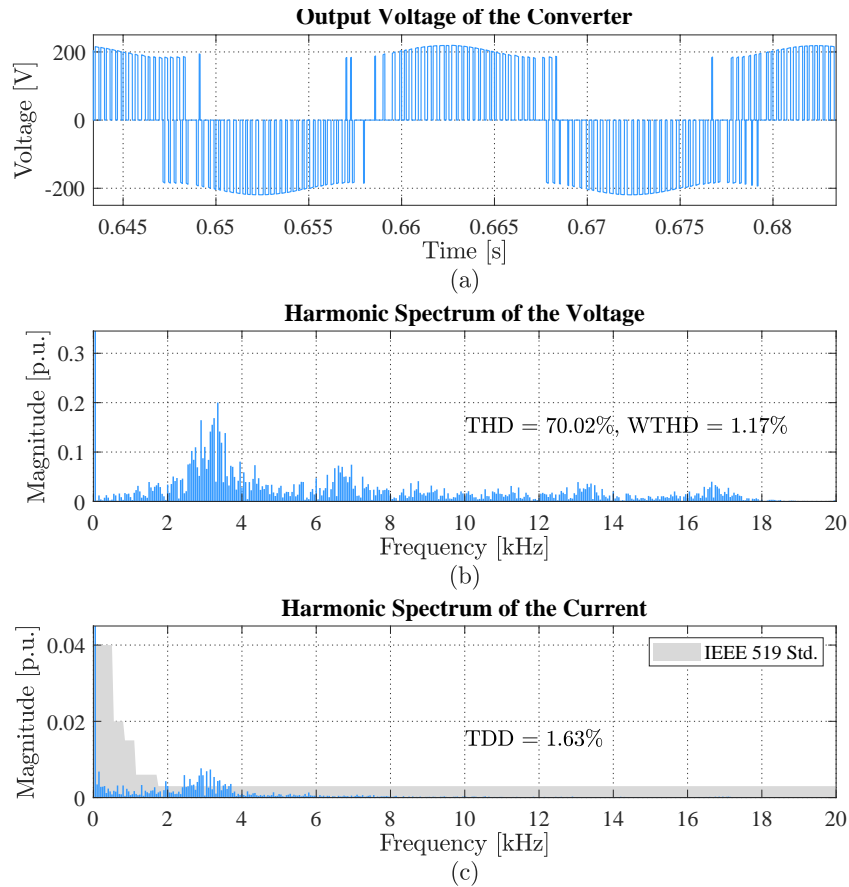 Output Voltage of the Converter
Voltage [V]
200
0
-200
0.645 0.65 0.655 0.66 0.665 0.67 0.675 0.68
Time [s]
(a)
Harmonic Spectrum of the Voltage
Magnitude [p.u.]
0.3
0.2
0.1
0
THD = 70.02%, WTHD = 1.17%
0 2 4 6 8 10 12 14 16 18 20
Frequency [kHz]
(b)
Harmonic Spectrum of the Current
Magnitude [p.u.]
0.04
0.02
0
IEEE 519 Std.
TDD = 1.63%
0 2 4 6 8 10 12 14 16 18 20
Frequency [kHz]
(c)